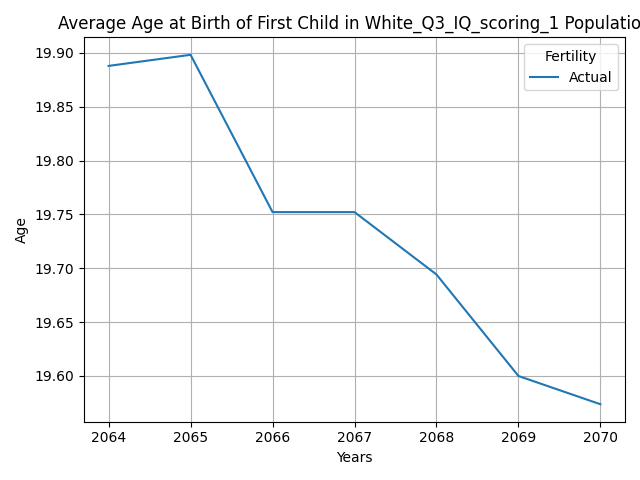 Average Age at Birth of First Child in White_Q3_IQ_scoring_1 Populatio
Fertility
Actual
19.90
19.85
19.80
19.75
19.70
19.65
19.60
Age
2064 2065 2066 2067 2068 2069 2070
Years